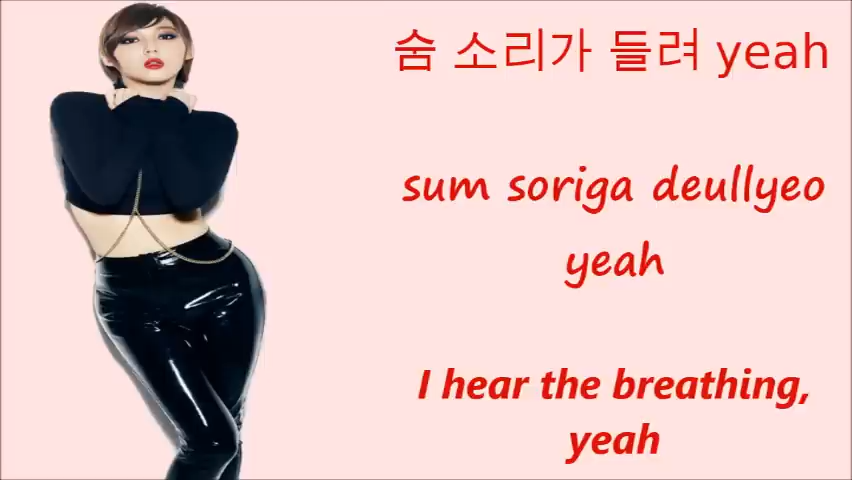 숨 소리가 들려 yeah
sum soriga deullyeo
yeah
I hear the breathing,
yeah